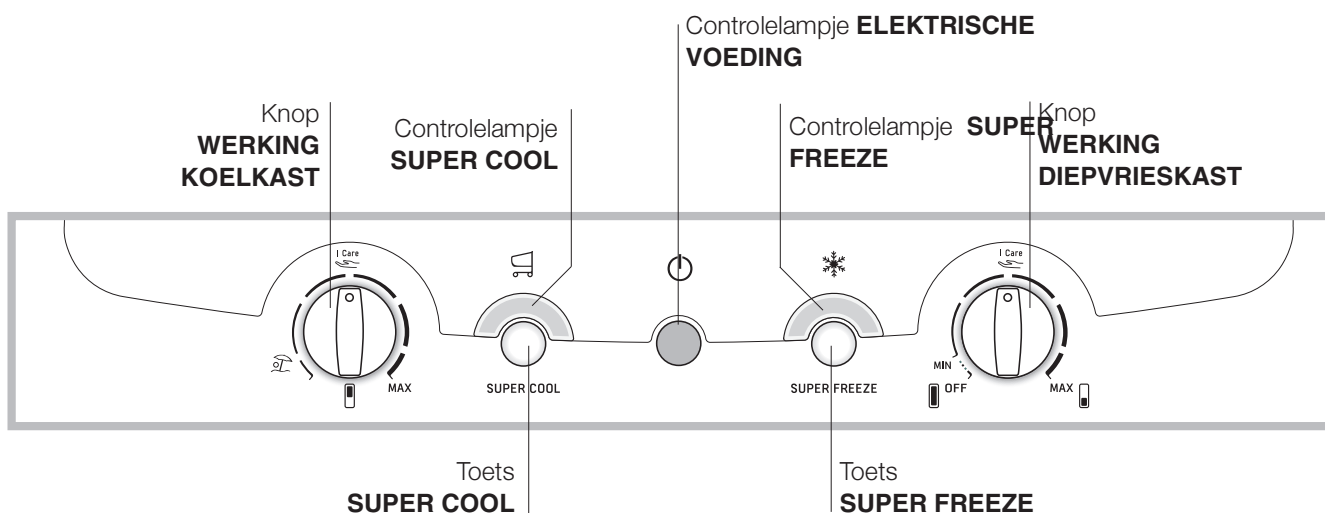 Controlelampje ELEKTRISCHE
VOEDING
Knop
WERKING
KOELKAST
Controlelampje
SUPER COOL
Controlelampje SUPER
FREEZE
Knop
WERKING
DIEPVRIESKAST
I Care
I Care
MAX
SUPER COOL
SUPER FREEZE
MIN
OFF
MAX
Toets
SUPER COOL
Toets
SUPER FREEZE